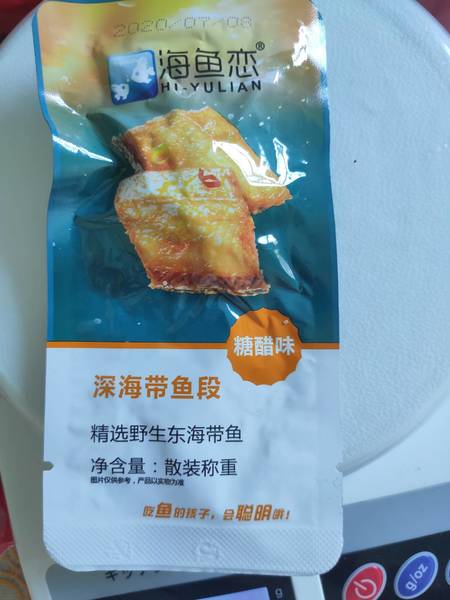 2020/07/08
海鱼恋®
HI-YULIAN
糖醋味
深海带鱼段
精选野生东海带鱼
净含量：散装称重
图片仅供参考，产品以实物为准
吃鱼的孩子，会聪明哦！
g
g/oz